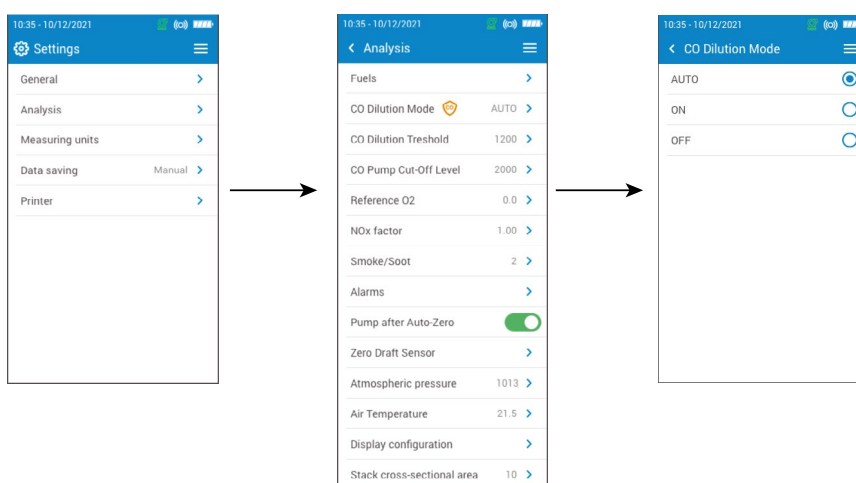 10:35 - 10/12/2021
Settings
General
Analysis
Measuring units
Data saving Manual
Printer
10:35 - 10/12/2021
Analysis
Fuels
CO Dilution Mode CO AUTO
CO Dilution Treshold 1200
CO Pump Cut-Off Level 2000
Reference O2 0.0
NOx factor 1.00
Smoke/Soot 2
Alarms
Pump after Auto-Zero
Zero Draft Sensor
Atmospheric pressure 1013
Air Temperature 21.5
Display configuration
Stack cross-sectional area 10
10:35 - 10/12/2021
CO Dilution Mode
AUTO
ON
OFF